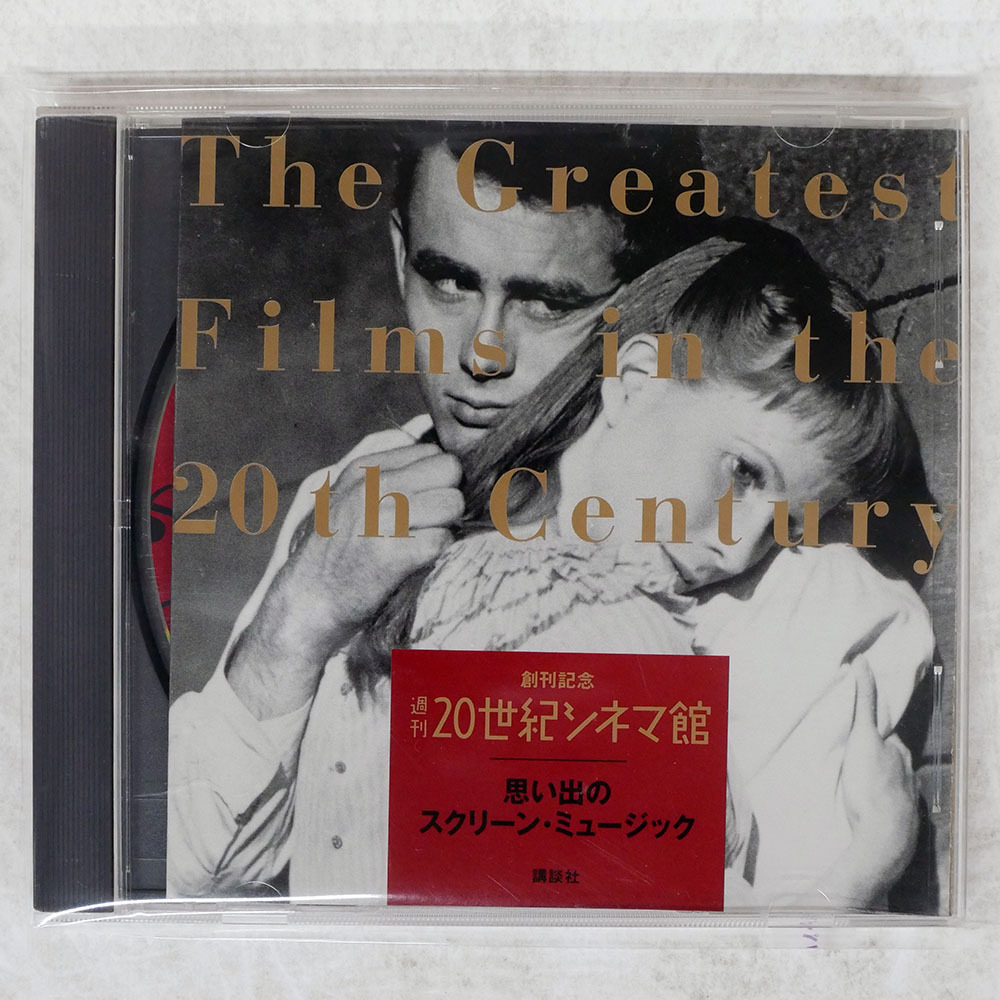 The Greatest
Films in the
20th Century
創刊記念
週刊 20世紀シネマ館
思い出の
スクリーン・ミュージック
講談社